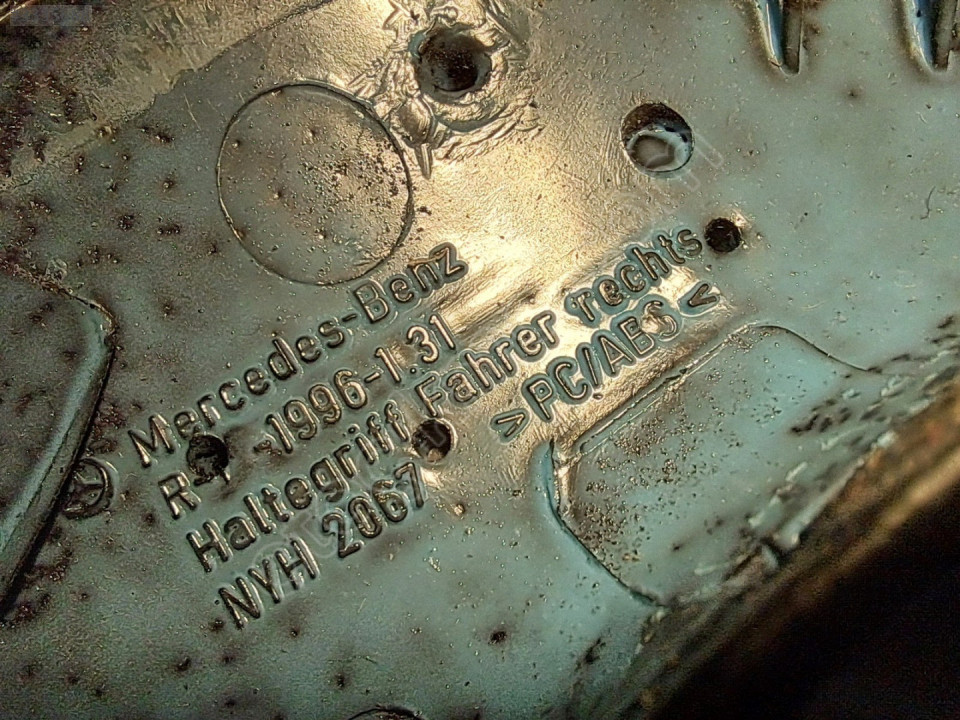 Mercedes-Benz
R -1996-1.31
Haltegriff Fahrer rechts
NYH 2067 >PC/ABS<